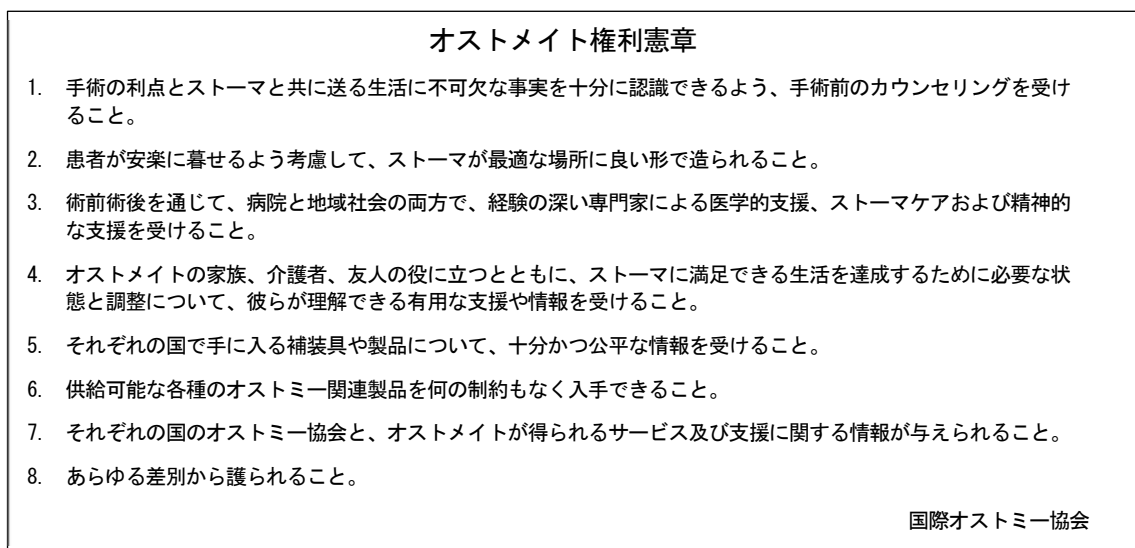 オストメイト権利憲章
1. 手術の利点とストーマと共に送る生活に不可欠な事実を十分に認識できるよう、手術前のカウンセリングを受け
ること。
2. 患者が安楽に暮せるよう考慮して、ストーマが最適な場所に良い形で造られること。
3. 術前術後を通じて、病院と地域社会の両方で、経験の深い専門家による医学的支援、ストーマケアおよび精神的
な支援を受けること。
4. オストメイトの家族、介護者、友人の役に立つとともに、ストーマに満足できる生活を達成するために必要な状
態と調整について、彼らが理解できる有用な支援や情報を受けること。
5. それぞれの国で手に入る補装具や製品について、十分かつ公平な情報を受けること。
6. 供給可能な各種のオストミー関連製品を何の制約もなく入手できること。
7. それぞれの国のオストミー協会と、オストメイトが得られるサービス及び支援に関する情報が与えられること。
8. あらゆる差別から護られること。
国際オストミー協会